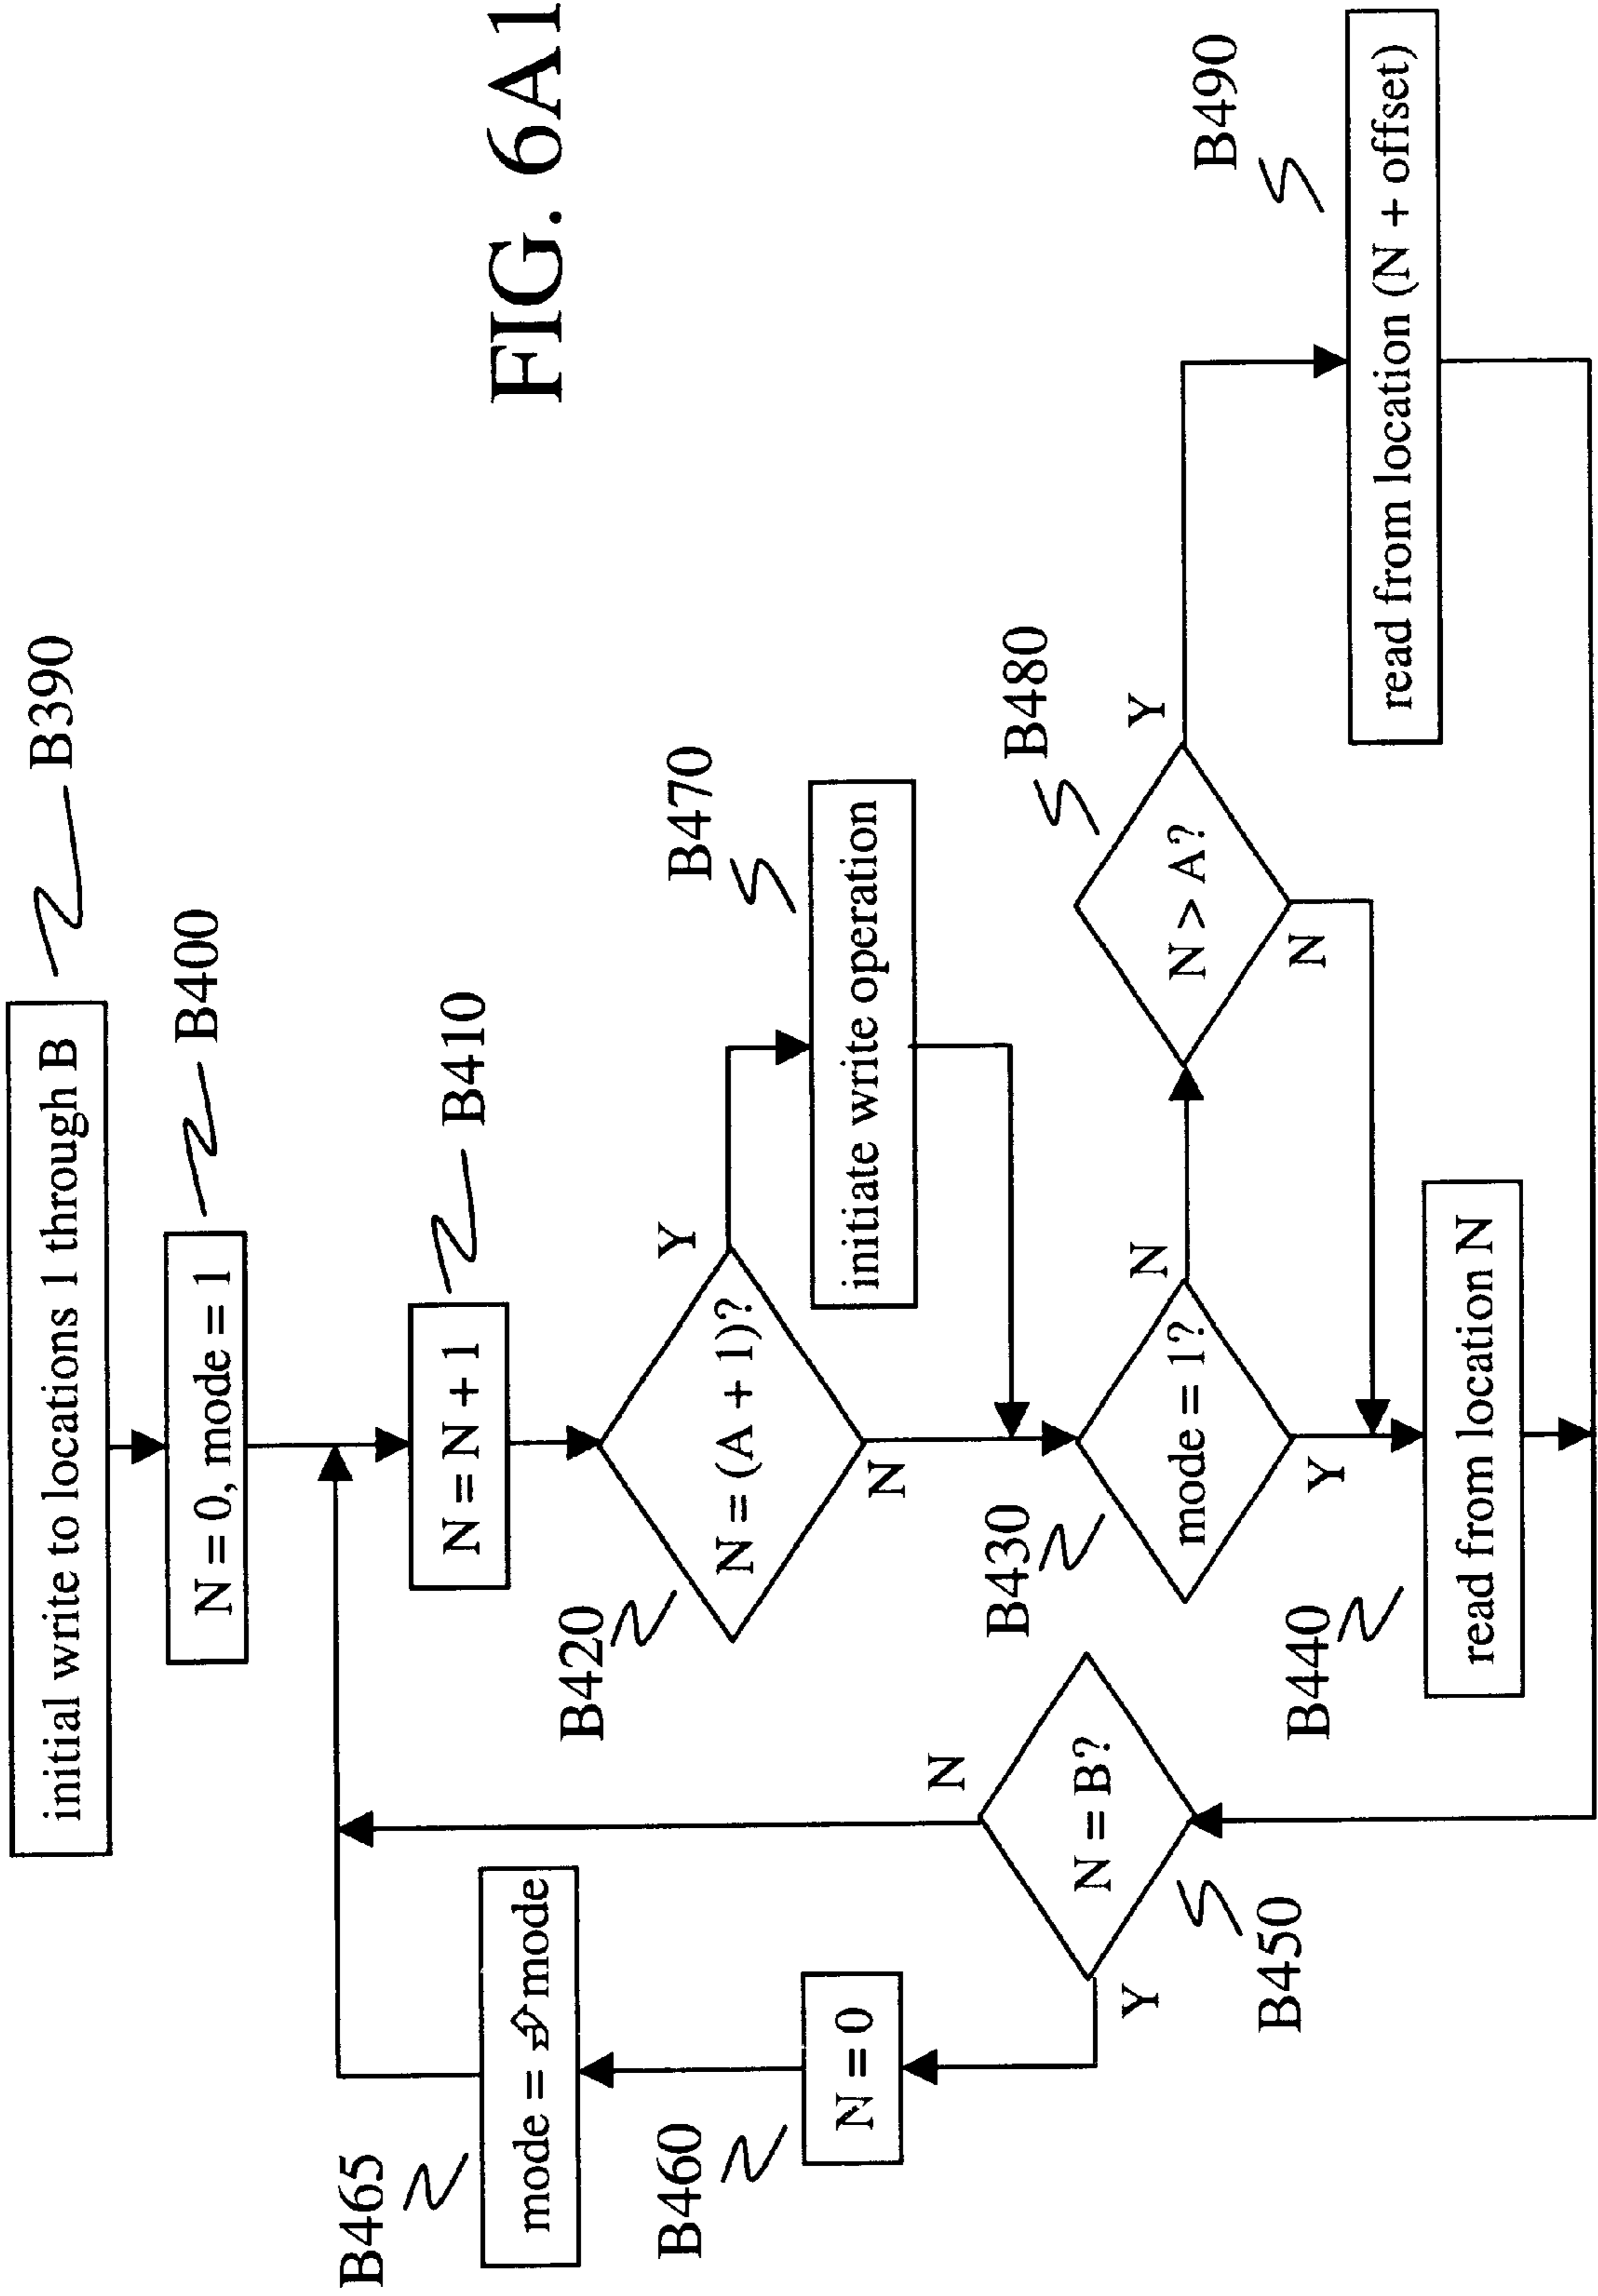 initial write to locations 1 through B
B390
N = 0, mode = 1
B400
N = N + 1
B410
N = (A + 1)?
B420
Y
N
initiate write operation
B470
mode = 1?
B430
N
Y
N > A?
B480
Y
N
read from location N
B440
read from location (N + offset)
B490
N = B?
B450
N
Y
N = 0
B460
mode = mode
B465
FIG. 6A1